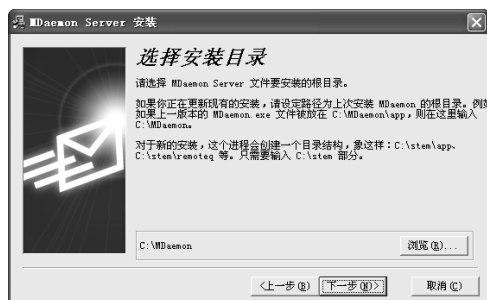 MDaemon Server 安装
选择安装目录
请选择 MDaemon Server 文件要安装的根目录。
如果你正在更新现有的安装，请设定路径为上次安装 MDaemon 的根目录。例如
如果上一版本的 MDaemon.exe 文件被放在 C:\MDaemon\app，则在这里输入
C:\MDaemon。
对于新的安装，这个进程会创建一个目录结构，象这样：C:\stem\app、
C:\stem\remoteq 等。只需要输入 C:\stem 部分。
C:\MDaemon
浏览(R)...
<上一步(B)
下一步(N)>
取消(C)